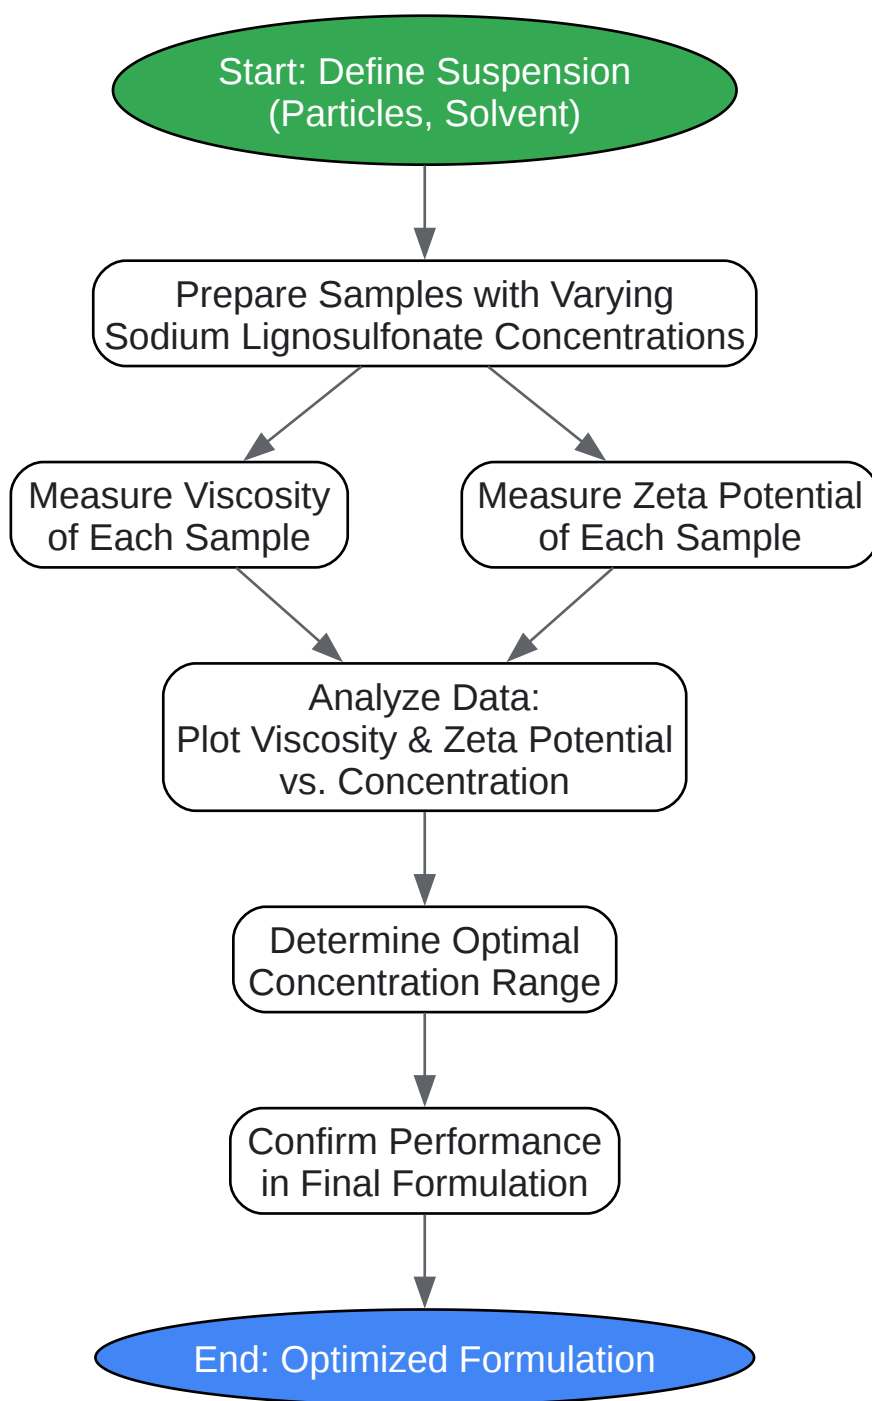 Start: Define Suspension
(Particles, Solvent)
Prepare Samples with Varying
Sodium Lignosulfonate Concentrations
Measure Viscosity
of Each Sample
Measure Zeta Potential
of Each Sample
Analyze Data:
Plot Viscosity & Zeta Potential
vs. Concentration
Determine Optimal
Concentration Range
Confirm Performance
in Final Formulation
End: Optimized Formulation